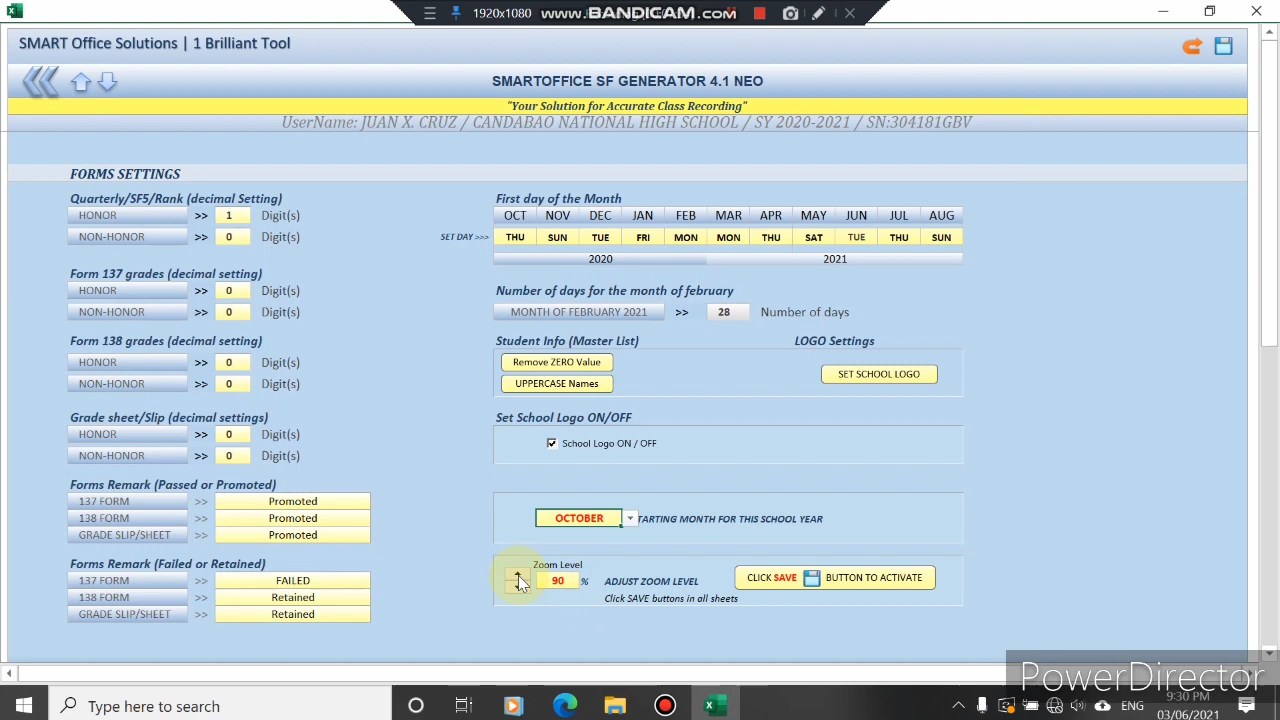 1920x1080 www.BANDICAM.com
SMART Office Solutions | 1 Brilliant Tool
SMARTOFFICE SF GENERATOR 4.1 NEO
"Your Solution for Accurate Class Recording"
UserName: JUAN X. CRUZ / CANDABAO NATIONAL HIGH SCHOOL / SY 2020-2021 / SN:304181GBV
FORMS SETTINGS
Quarterly/SF5/Rank (decimal Setting)
HONOR >> 1 Digit(s)
NON-HONOR >> 0 Digit(s)
Form 137 grades (decimal setting)
HONOR >> 0 Digit(s)
NON-HONOR >> 0 Digit(s)
Form 138 grades (decimal setting)
HONOR >> 0 Digit(s)
NON-HONOR >> 0 Digit(s)
Grade sheet/Slip (decimal settings)
HONOR >> 0 Digit(s)
NON-HONOR >> 0 Digit(s)
Forms Remark (Passed or Promoted)
137 FORM >> Promoted
138 FORM >> Promoted
GRADE SLIP/SHEET >> Promoted
Forms Remark (Failed or Retained)
137 FORM >> FAILED
138 FORM >> Retained
GRADE SLIP/SHEET >> Retained
First day of the Month
OCT NOV DEC JAN FEB MAR APR MAY JUN JUL AUG
SET DAY >>> THU SUN TUE FRI MON MON THU SAT TUE THU SUN
2020 2021
Number of days for the month of february
MONTH OF FEBRUARY 2021 >> 28 Number of days
Student Info (Master List) LOGO Settings
Remove ZERO Value
UPPERCASE Names
SET SCHOOL LOGO
Set School Logo ON/OFF
School Logo ON / OFF
OCTOBER TARTING MONTH FOR THIS SCHOOL YEAR
Zoom Level
90 % ADJUST ZOOM LEVEL
Click SAVE buttons in all sheets
CLICK SAVE BUTTON TO ACTIVATE
PowerDirector
Type here to search
ENG
9:30 PM
03/06/2021